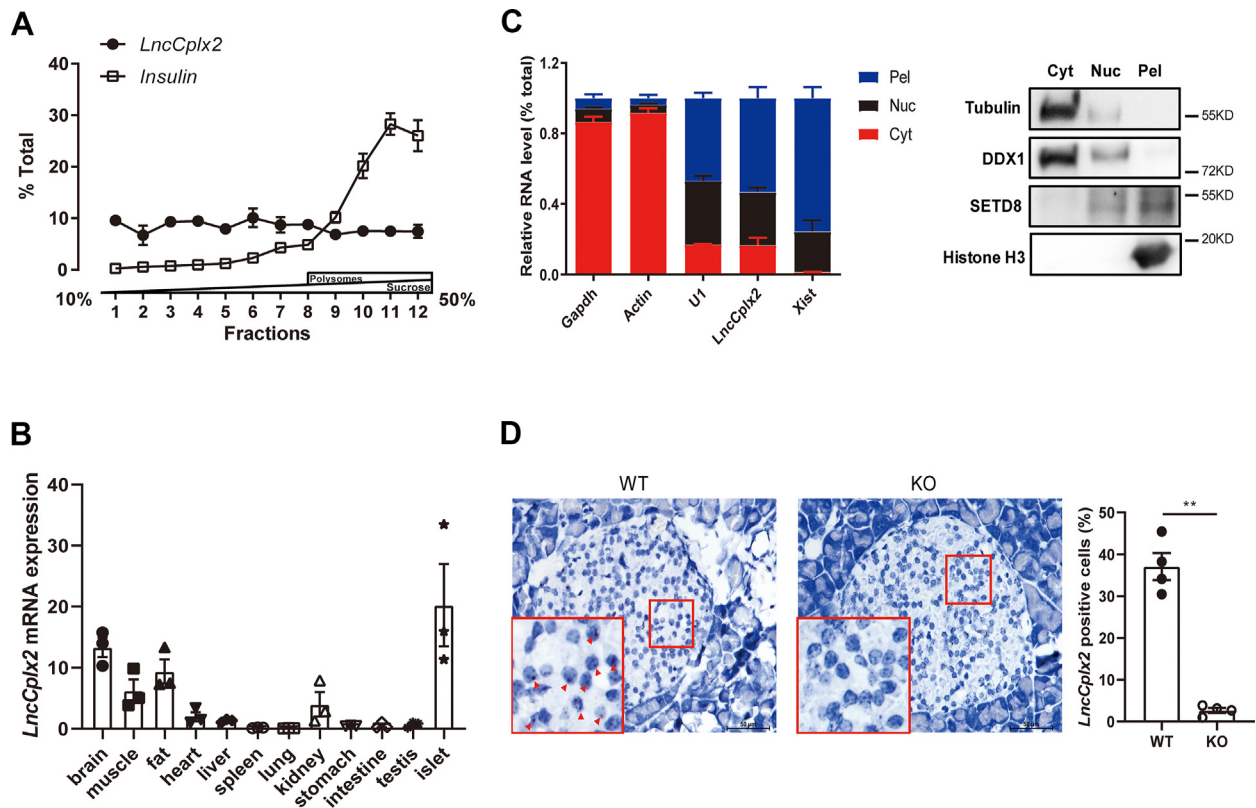 A
LncCplx2
Insulin
% Total
40
30
20
10
0
Polysomes
Sucrose
10%
50%
1 2 3 4 5 6 7 8 9 10 11 12
Fractions
B
LncCplx2 mRNA expression
40
30
20
10
0
brain
muscle
fat
heart
liver
spleen
lung
kidney
stomach
intestine
testis
islet
C
Relative RNA level (% total)
1.2
0.8
0.4
0.0
Gapdh
Actin
U1
LncCplx2
Xist
Pel
Nuc
Cyt
Cyt Nuc Pel
Tubulin
55KD
DDX1
72KD
SETD8
55KD
20KD
Histone H3
D
WT
KO
50 μm
50 μm
LncCplx2 positive cells (%)
50
40
30
20
10
0
**
WT
KO